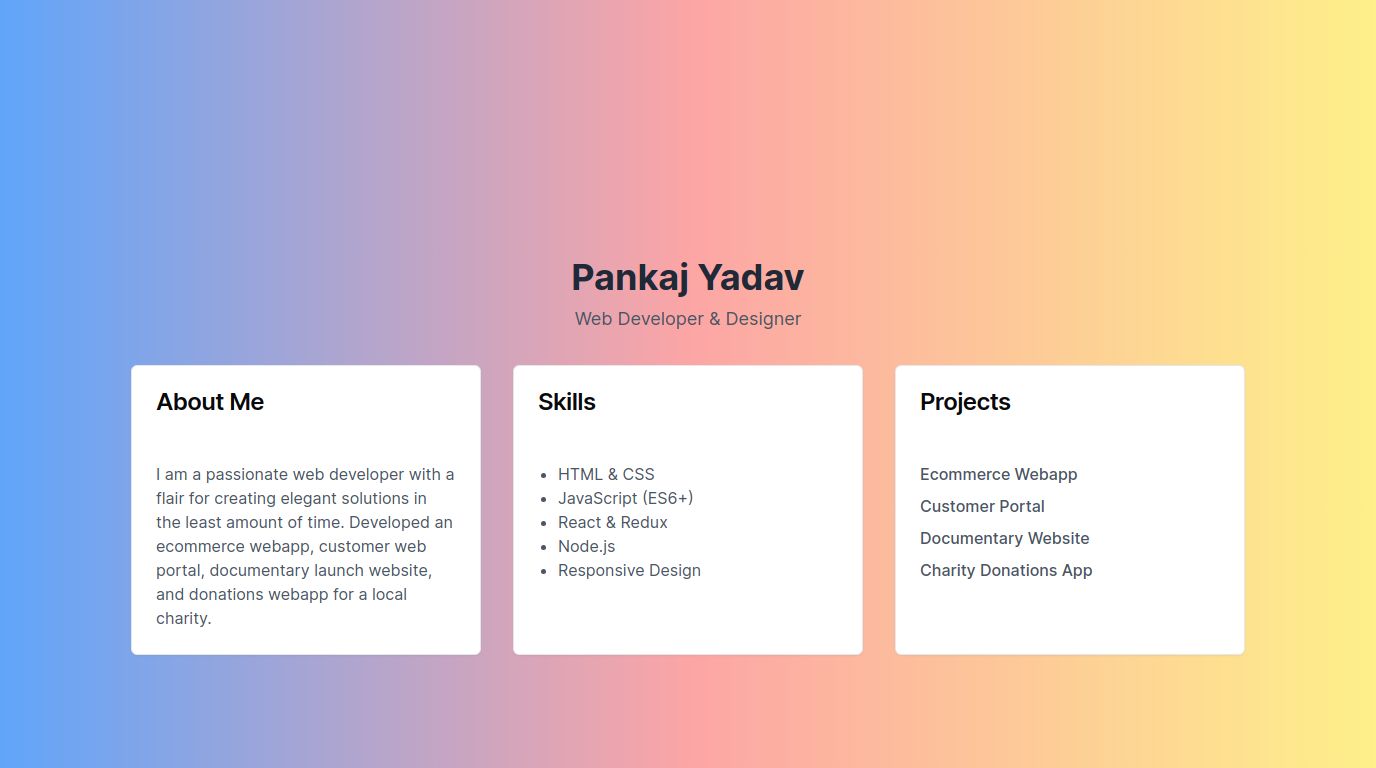 Pankaj Yadav
Web Developer & Designer
About Me
I am a passionate web developer with a
flair for creating elegant solutions in
the least amount of time. Developed an
ecommerce webapp, customer web
portal, documentary launch website,
and donations webapp for a local
charity.
Skills
• HTML & CSS
• JavaScript (ES6+)
• React & Redux
• Node.js
• Responsive Design
Projects
Ecommerce Webapp
Customer Portal
Documentary Website
Charity Donations App